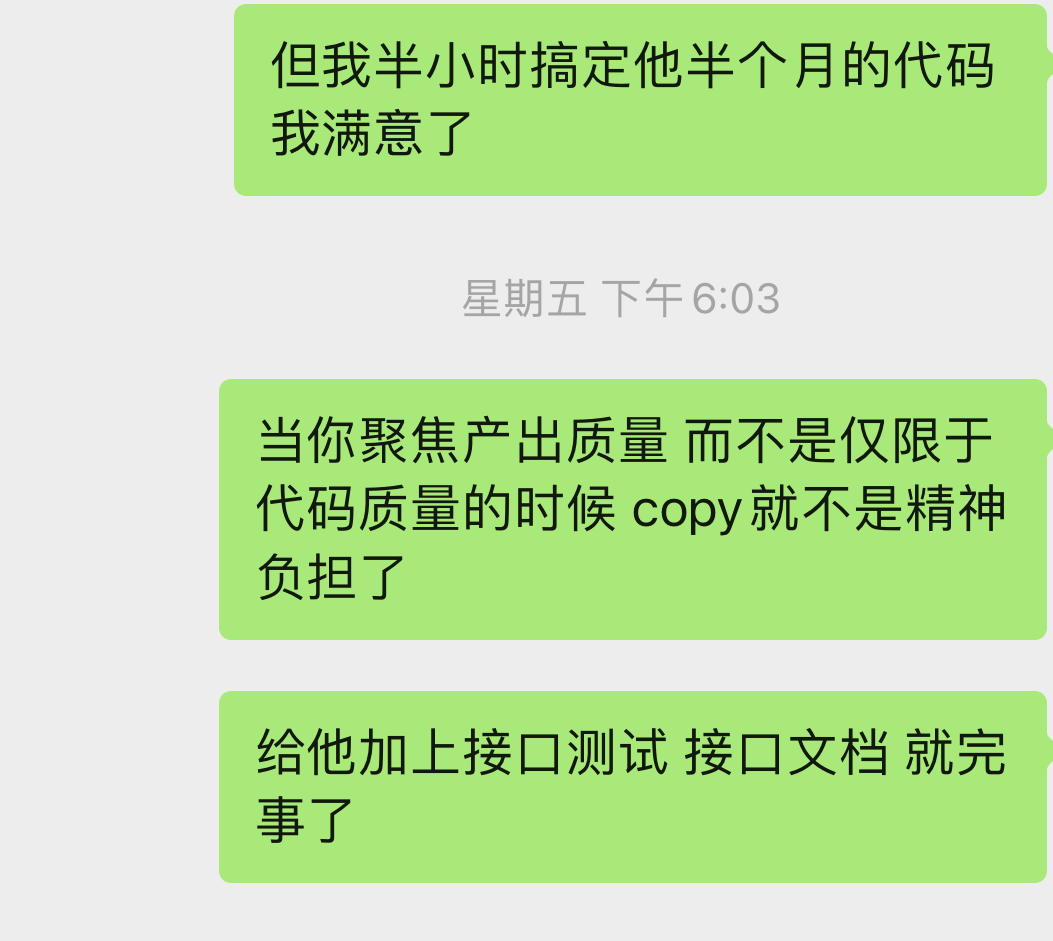 但我半小时搞定他半个月的代码
我满意了
星期五 下午 6:03
当你聚焦产出质量 而不是仅限于
代码质量的时候 copy 就不是精神
负担了
给他加上接口测试 接口文档 就完
事了